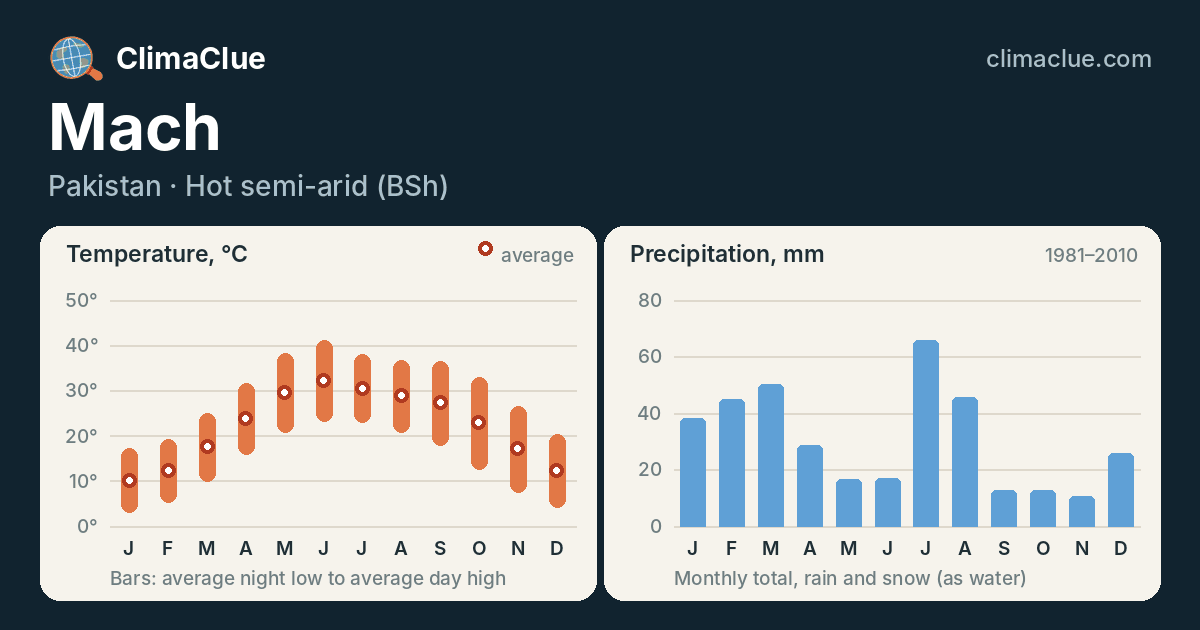 ClimaClue
climaclue.com
Mach
Pakistan · Hot semi-arid (BSh)
Temperature, °C
average
50°
40°
30°
20°
10°
0°
J F M A M J J A S O N D
Bars: average night low to average day high
Precipitation, mm
1981–2010
80
60
40
20
0
J F M A M J J A S O N D
Monthly total, rain and snow (as water)